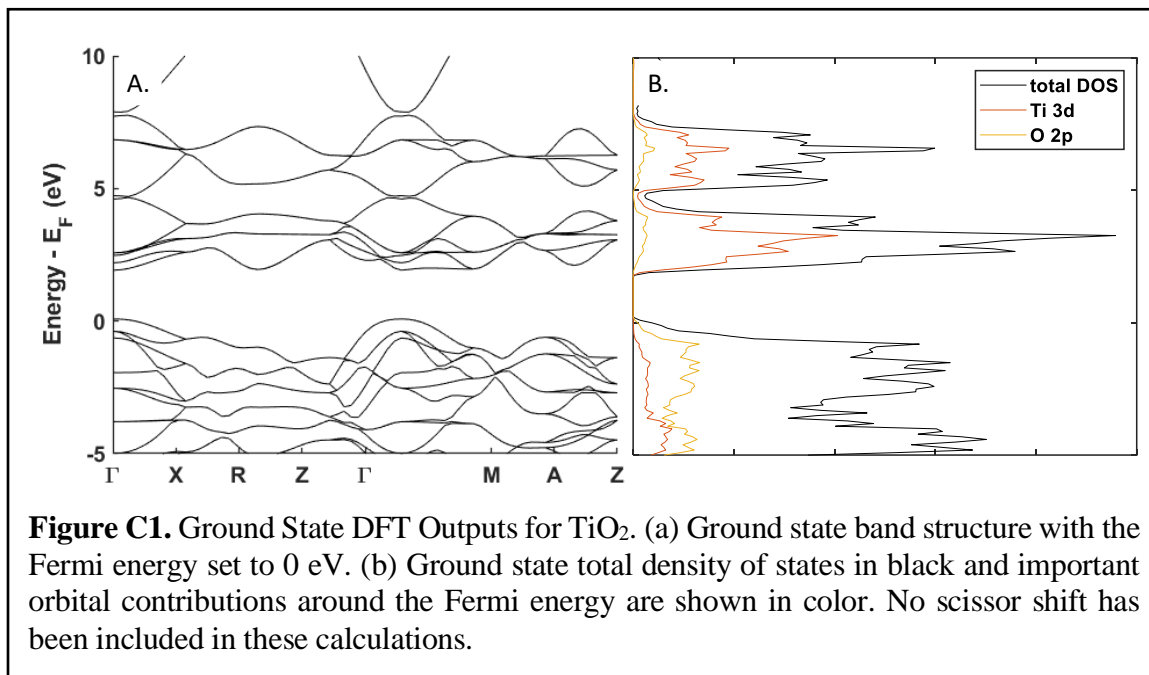 10
5
0
-5
Energy - E_F (eV)
A.
Γ X R Z Γ M A Z
B.
total DOS
Ti 3d
O 2p
Figure C1. Ground State DFT Outputs for TiO₂. (a) Ground state band structure with the
Fermi energy set to 0 eV. (b) Ground state total density of states in black and important
orbital contributions around the Fermi energy are shown in color. No scissor shift has
been included in these calculations.